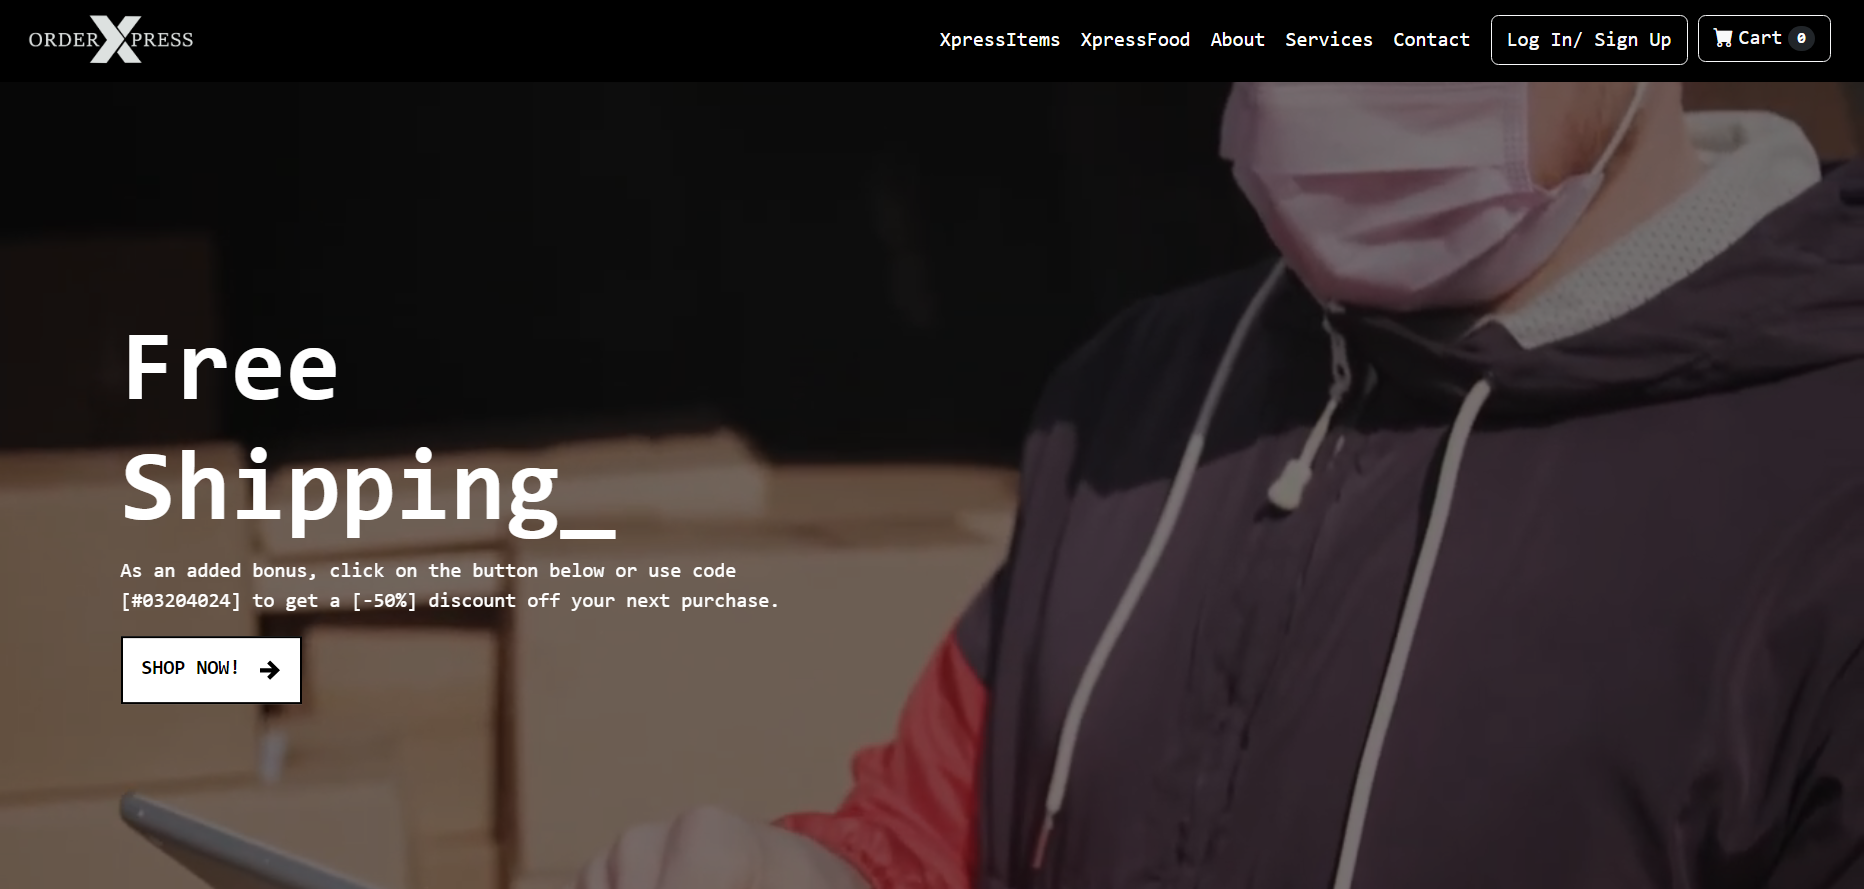 ORDER XPRESS
XpressItems XpressFood About Services Contact Log In/ Sign Up Cart 0
Free
Shipping_
As an added bonus, click on the button below or use code
[#03204024] to get a [-50%] discount off your next purchase.
SHOP NOW!